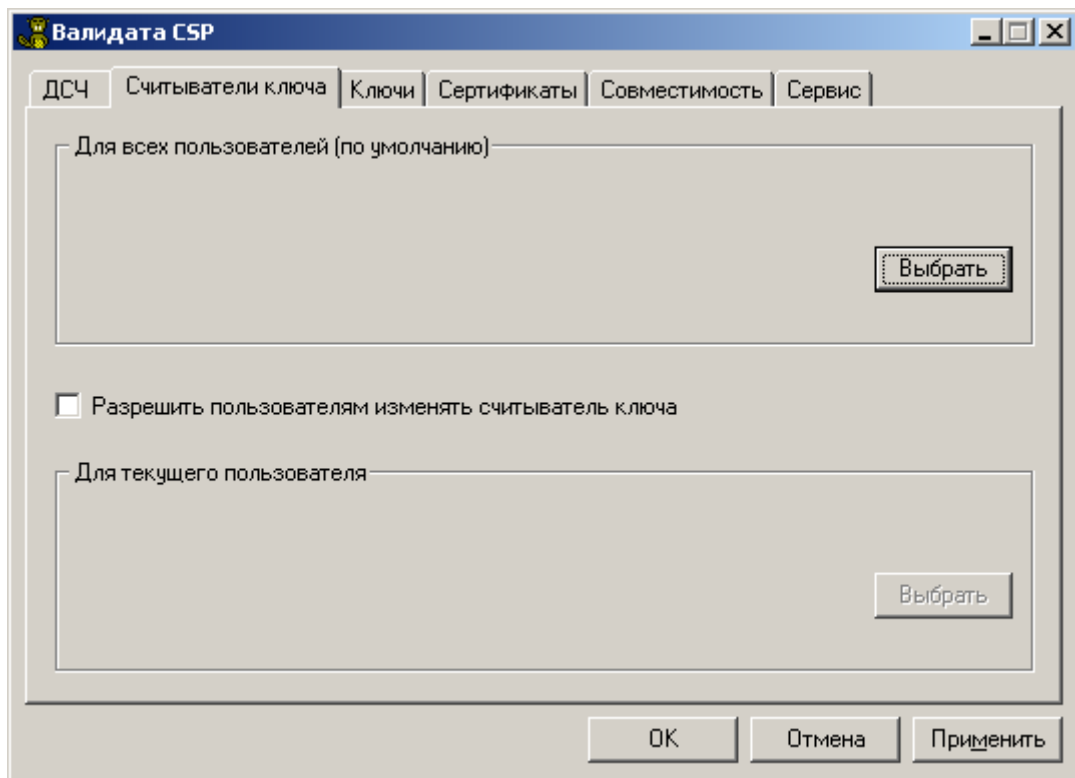 Валидата CSP
ДСЧ Считыватели ключа Ключи Сертификаты Совместимость Сервис
Для всех пользователей (по умолчанию)
Выбрать
Разрешить пользователям изменять считыватель ключа
Для текущего пользователя
Выбрать
ОК Отмена Применить